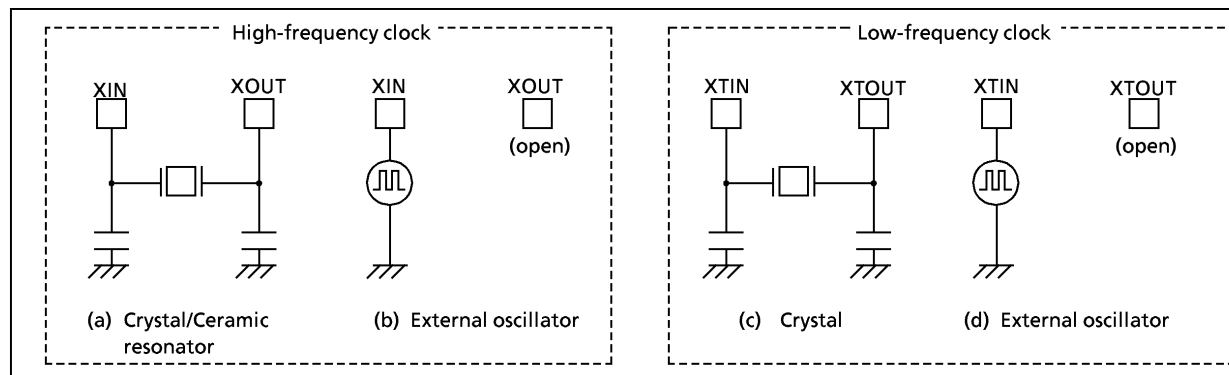 High-frequency clock
XIN
XOUT
XIN
XOUT
(open)
(a) Crystal/Ceramic
resonator
(b) External oscillator
Low-frequency clock
XTIN
XTOUT
XTIN
XTOUT
(open)
(c) Crystal
(d) External oscillator